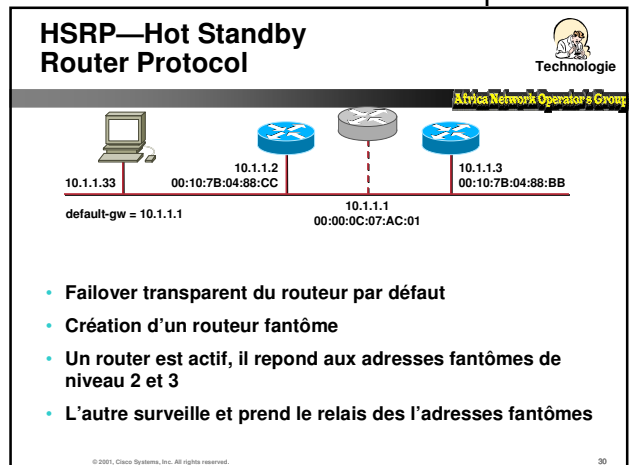 HSRP—Hot Standby
Router Protocol
Technologie
Africa Network Operator's Group
10.1.1.33
10.1.1.2
00:10:7B:04:88:CC
10.1.1.3
00:10:7B:04:88:BB
default-gw = 10.1.1.1
10.1.1.1
00:00:0C:07:AC:01
• Failover transparent du routeur par défaut
• Création d'un routeur fantôme
• Un router est actif, il repond aux adresses fantômes de
niveau 2 et 3
• L'autre surveille et prend le relais des l'adresses fantômes
© 2001, Cisco Systems, Inc. All rights reserved.
30